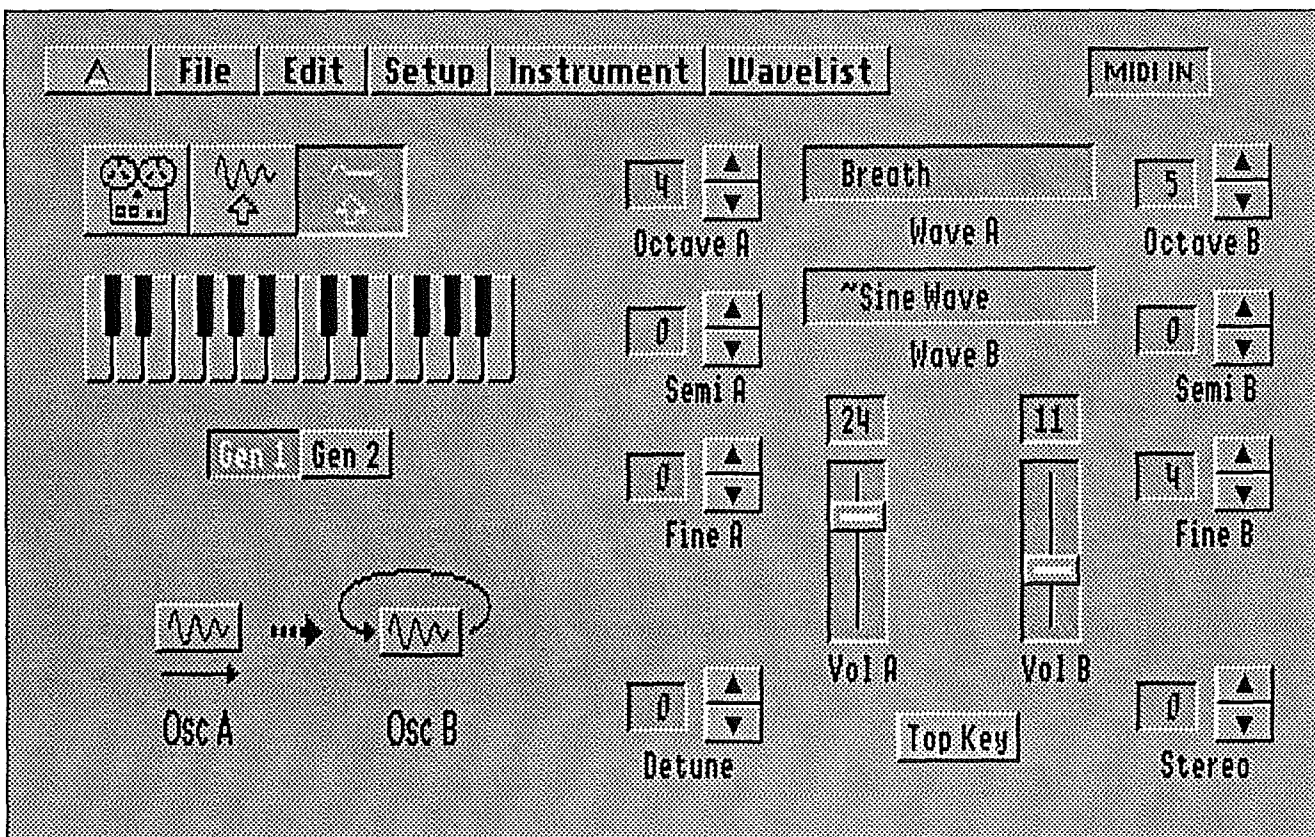 File Edit Setup Instrument WaveList MIDI IN
4 Breath 5
Octave A Wave A Octave B
0 ~Sine Wave 0
Semi A Wave B Semi B
24 11
Gen 1 Gen 2 0 4
Fine A Fine B
Vol A Vol B
0 Top Key 0
Osc A Osc B Detune Stereo